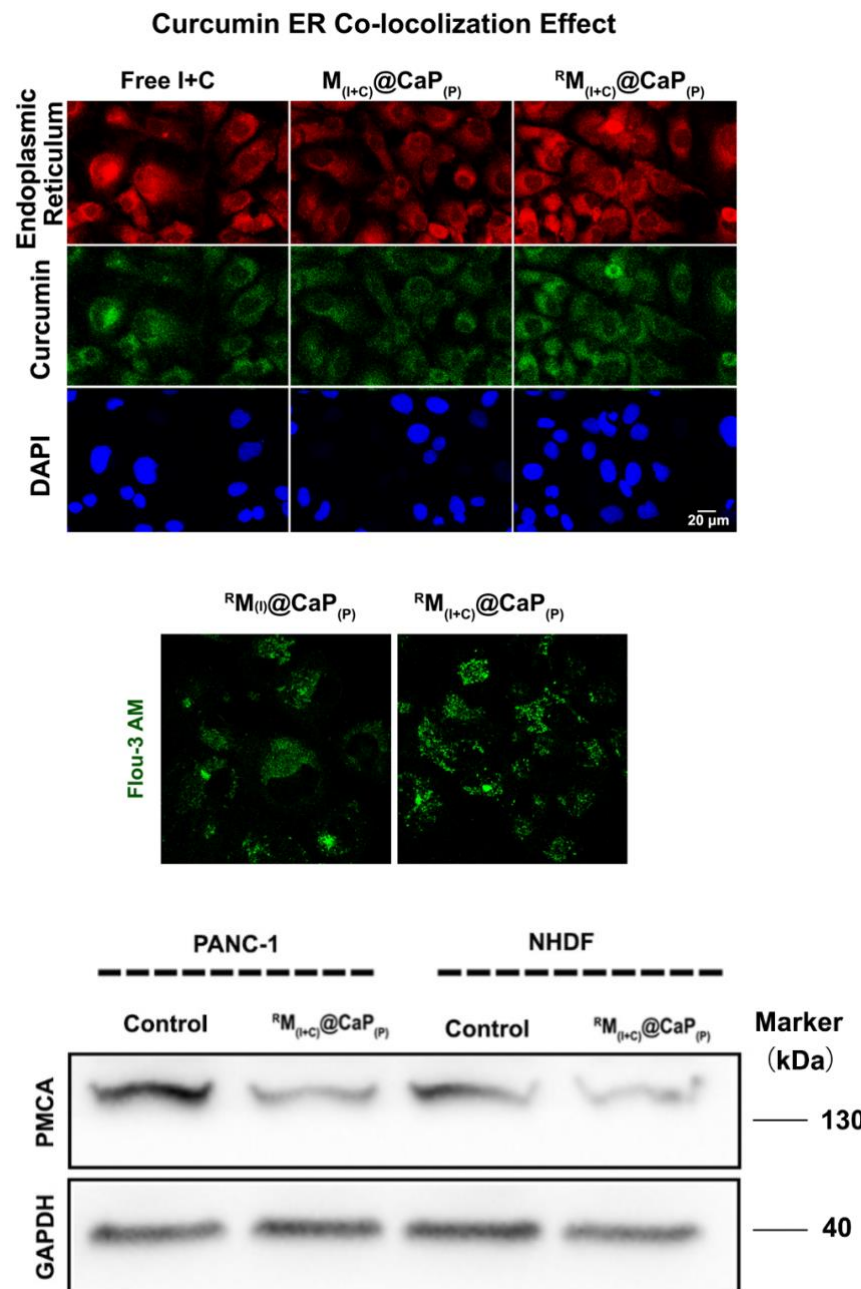 Curcumin ER Co-locolization Effect
Free I+C M(I+C)@CaP(P) ᴿM(I+C)@CaP(P)
Endoplasmic
Reticulum
Curcumin
DAPI
20 µm
ᴿM(I)@CaP(P) ᴿM(I+C)@CaP(P)
Flou-3 AM
PANC-1 NHDF
Control ᴿM(I+C)@CaP(P) Control ᴿM(I+C)@CaP(P) Marker
(kDa)
PMCA 130
GAPDH 40